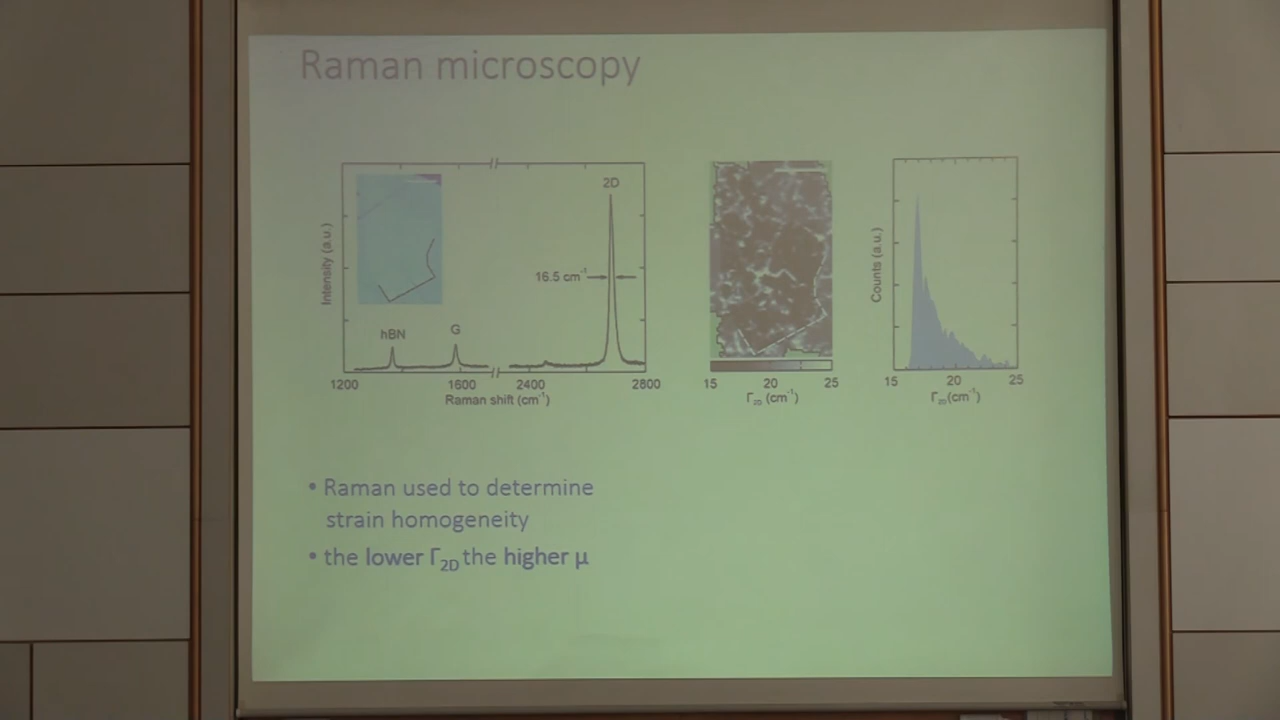 Raman microscopy
Intensity (a.u.)
hBN
G
2D
16.5 cm⁻¹
1200
1600
2400
2800
Raman shift (cm⁻¹)
15
20
25
Γ2D (cm⁻¹)
Counts (a.u.)
15
20
25
Γ2D (cm⁻¹)
• Raman used to determine
strain homogeneity
• the lower Γ2D the higher μ